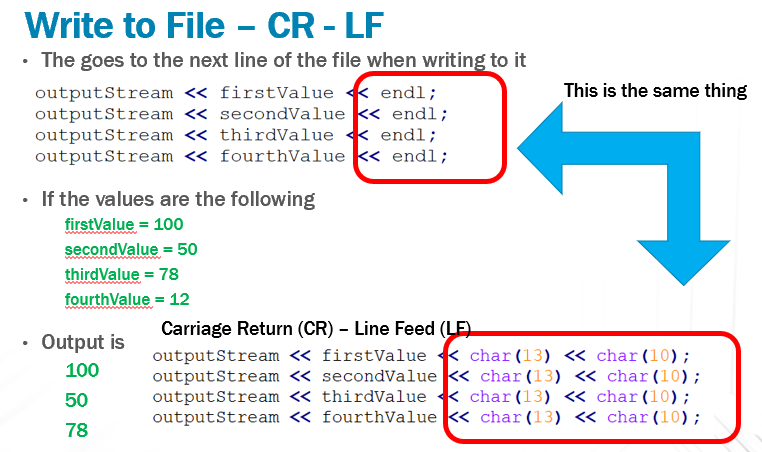 Write to File – CR - LF
• The goes to the next line of the file when writing to it
outputStream << firstValue << endl;
outputStream << secondValue << endl;
outputStream << thirdValue << endl;
outputStream << fourthValue << endl;
This is the same thing
• If the values are the following
firstValue = 100
secondValue = 50
thirdValue = 78
fourthValue = 12
• Output is
100
50
78
Carriage Return (CR) – Line Feed (LF)
outputStream << firstValue << char(13) << char(10);
outputStream << secondValue << char(13) << char(10);
outputStream << thirdValue << char(13) << char(10);
outputStream << fourthValue << char(13) << char(10);